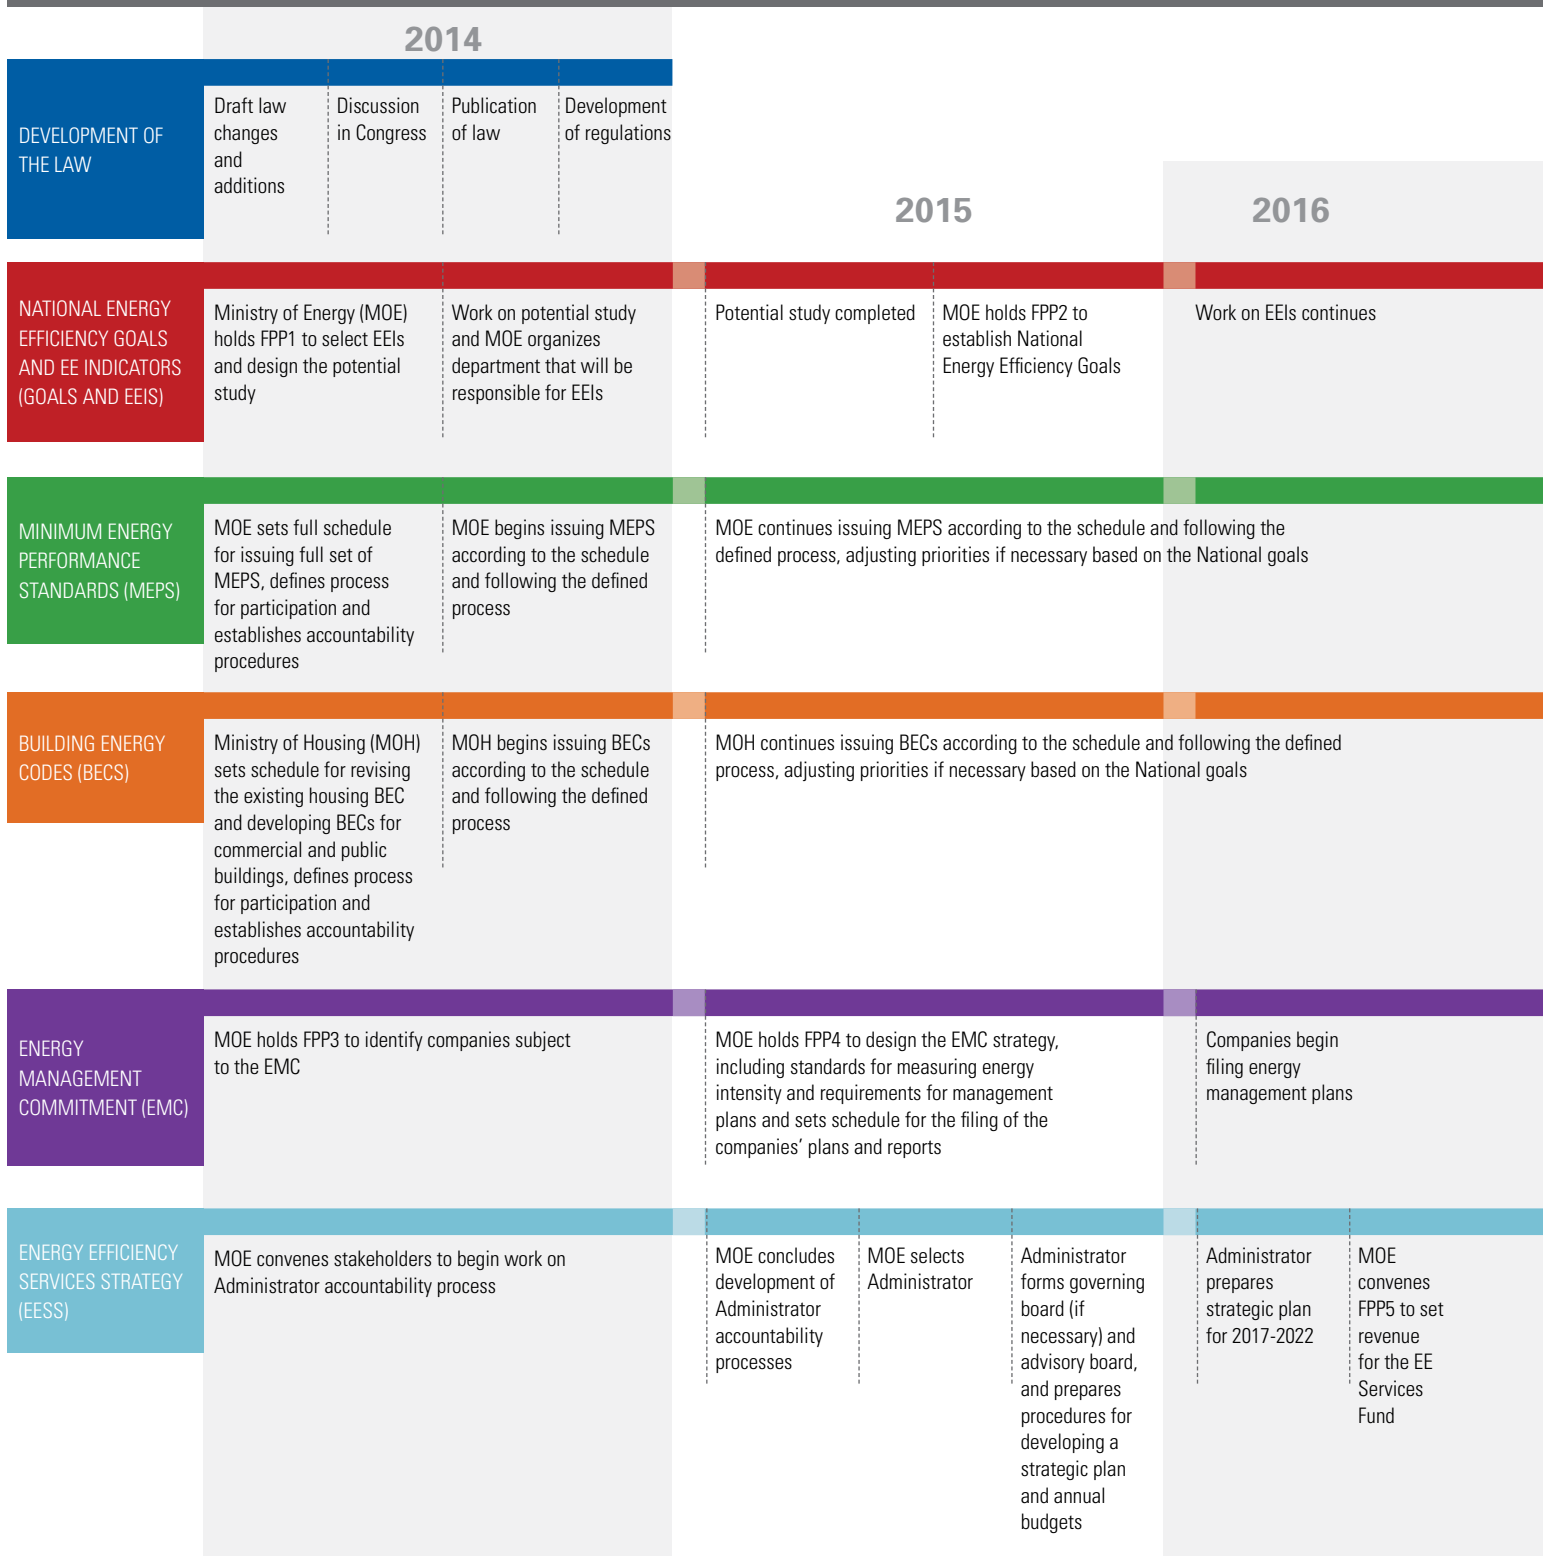 2014
DEVELOPMENT OF
THE LAW
Draft law
changes
and
additions
Discussion
in Congress
Publication
of law
Development
of regulations
2015
2016
NATIONAL ENERGY
EFFICIENCY GOALS
AND EE INDICATORS
(GOALS AND EEIS)
Ministry of Energy (MOE)
holds FPP1 to select EEIs
and design the potential
study
Work on potential study
and MOE organizes
department that will be
responsible for EEIs
Potential study completed
MOE holds FPP2 to
establish National
Energy Efficiency Goals
Work on EEIs continues
MINIMUM ENERGY
PERFORMANCE
STANDARDS (MEPS)
MOE sets full schedule
for issuing full set of
MEPS, defines process
for participation and
establishes accountability
procedures
MOE begins issuing MEPS
according to the schedule
and following the defined
process
MOE continues issuing MEPS according to the schedule and following the
defined process, adjusting priorities if necessary based on the National goals
BUILDING ENERGY
CODES (BECS)
Ministry of Housing (MOH)
sets schedule for revising
the existing housing BEC
and developing BECs for
commercial and public
buildings, defines process
for participation and
establishes accountability
procedures
MOH begins issuing BECs
according to the schedule
and following the defined
process
MOH continues issuing BECs according to the schedule and following the defined
process, adjusting priorities if necessary based on the National goals
ENERGY
MANAGEMENT
COMMITMENT (EMC)
MOE holds FPP3 to identify companies subject
to the EMC
MOE holds FPP4 to design the EMC strategy,
including standards for measuring energy
intensity and requirements for management
plans and sets schedule for the filing of the
companies' plans and reports
Companies begin
filing energy
management plans
ENERGY EFFICIENCY
SERVICES STRATEGY
(EESS)
MOE convenes stakeholders to begin work on
Administrator accountability process
MOE concludes
development of
Administrator
accountability
processes
MOE selects
Administrator
Administrator
forms governing
board (if
necessary) and
advisory board,
and prepares
procedures for
developing a
strategic plan
and annual
budgets
Administrator
prepares
strategic plan
for 2017-2022
MOE
convenes
FPP5 to set
revenue
for the EE
Services
Fund